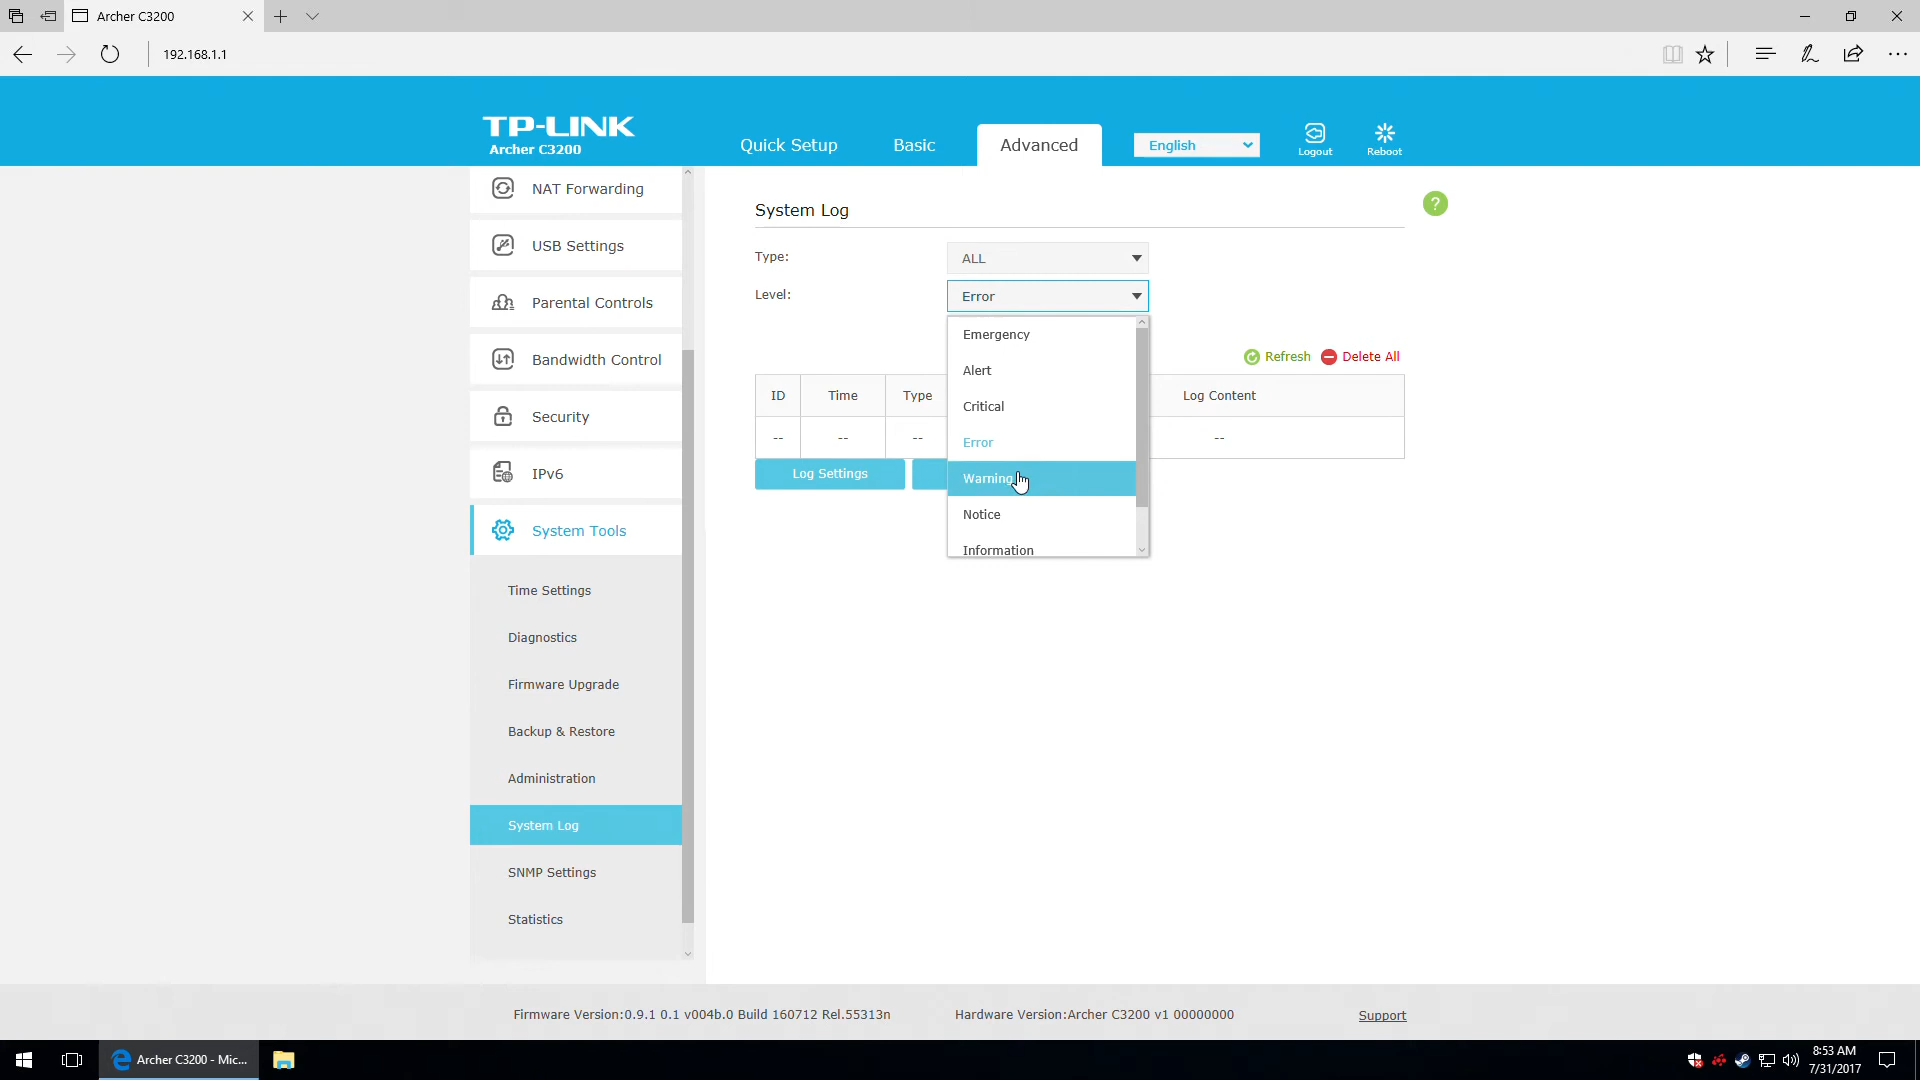 Archer C3200
192.168.1.1
TP-LINK
Archer C3200
Quick Setup
Basic
Advanced
English
Logout
Reboot
NAT Forwarding
USB Settings
Parental Controls
Bandwidth Control
Security
IPv6
System Tools
Time Settings
Diagnostics
Firmware Upgrade
Backup & Restore
Administration
System Log
SNMP Settings
Statistics
System Log
?
Type:
ALL
Level:
Error
Emergency
Alert
Critical
Error
Warning
Notice
Information
Refresh
Delete All
ID Time Type Log Content
-- -- -- --
Log Settings
Firmware Version:0.9.1 0.1 v004b.0 Build 160712 Rel.55313n
Hardware Version:Archer C3200 v1 00000000
Support
Archer C3200 - Mic...
8:53 AM
7/31/2017